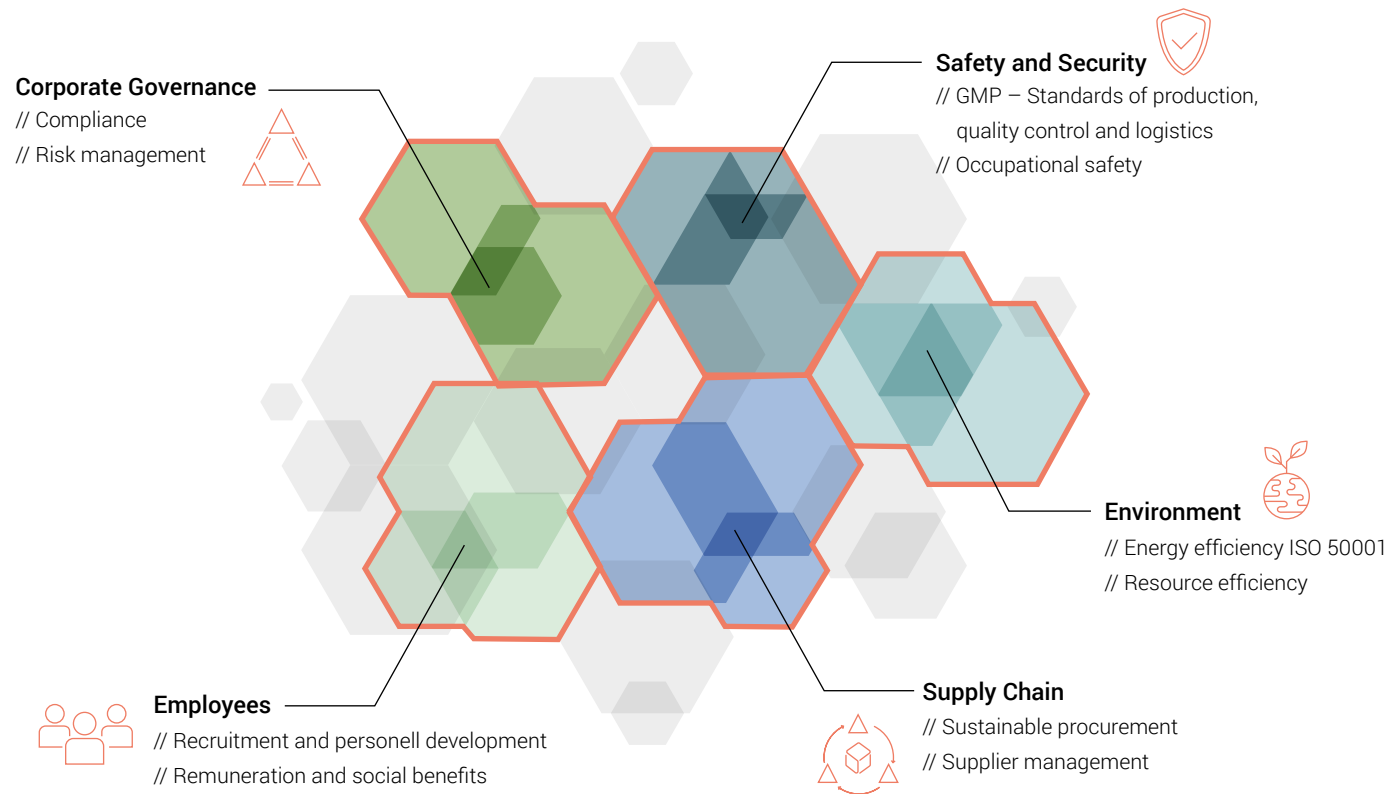 Corporate Governance
// Compliance
// Risk management
Safety and Security
// GMP – Standards of production,
quality control and logistics
// Occupational safety
Environment
// Energy efficiency ISO 50001
// Resource efficiency
Employees
// Recruitment and personell development
// Remuneration and social benefits
Supply Chain
// Sustainable procurement
// Supplier management